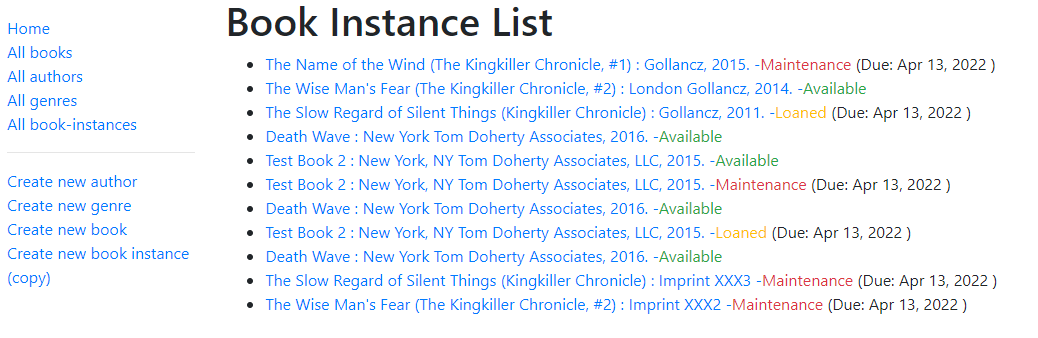 Book Instance List
Home
All books
All authors
All genres
All book-instances
Create new author
Create new genre
Create new book
Create new book instance
(copy)
The Name of the Wind (The Kingkiller Chronicle, #1) : Gollancz, 2015. -Maintenance (Due: Apr 13, 2022 )
The Wise Man's Fear (The Kingkiller Chronicle, #2) : London Gollancz, 2014. -Available
The Slow Regard of Silent Things (Kingkiller Chronicle) : Gollancz, 2011. -Loaned (Due: Apr 13, 2022 )
Death Wave : New York Tom Doherty Associates, 2016. -Available
Test Book 2 : New York, NY Tom Doherty Associates, LLC, 2015. -Available
Test Book 2 : New York, NY Tom Doherty Associates, LLC, 2015. -Maintenance (Due: Apr 13, 2022 )
Death Wave : New York Tom Doherty Associates, 2016. -Available
Test Book 2 : New York, NY Tom Doherty Associates, LLC, 2015. -Loaned (Due: Apr 13, 2022 )
Death Wave : New York Tom Doherty Associates, 2016. -Available
The Slow Regard of Silent Things (Kingkiller Chronicle) : Imprint XXX3 -Maintenance (Due: Apr 13, 2022 )
The Wise Man's Fear (The Kingkiller Chronicle, #2) : Imprint XXX2 -Maintenance (Due: Apr 13, 2022 )